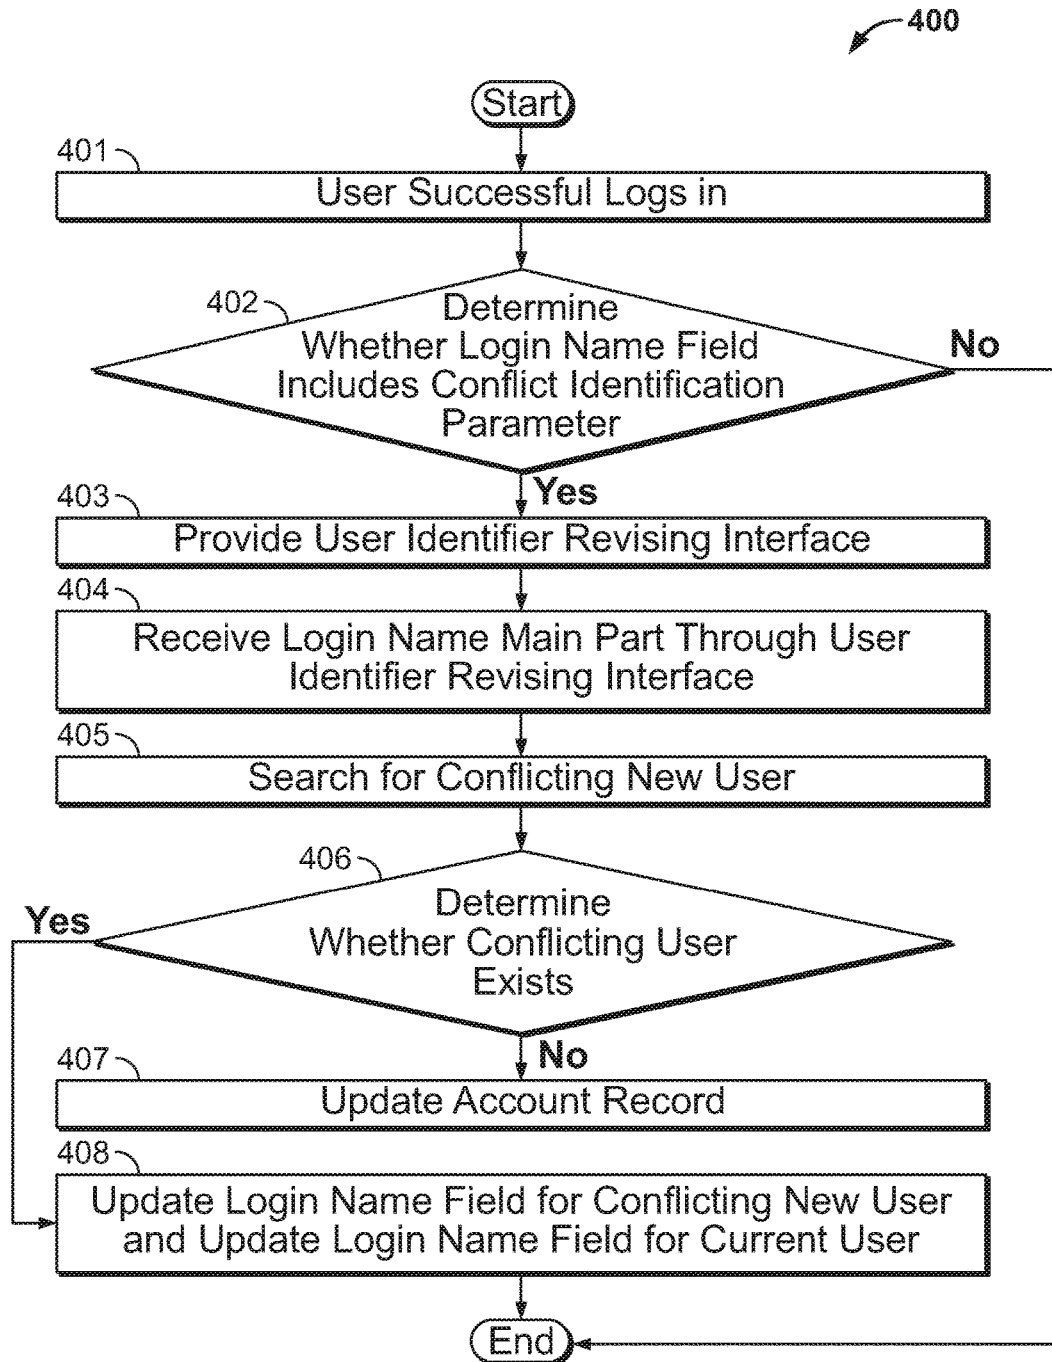 400
Start
401
User Successful Logs in
402
Determine
Whether Login Name Field
Includes Conflict Identification
Parameter
No
Yes
403
Provide User Identifier Revising Interface
404
Receive Login Name Main Part Through User
Identifier Revising Interface
405
Search for Conflicting New User
406
Determine
Whether Conflicting User
Exists
Yes
No
407
Update Account Record
408
Update Login Name Field for Conflicting New User
and Update Login Name Field for Current User
End